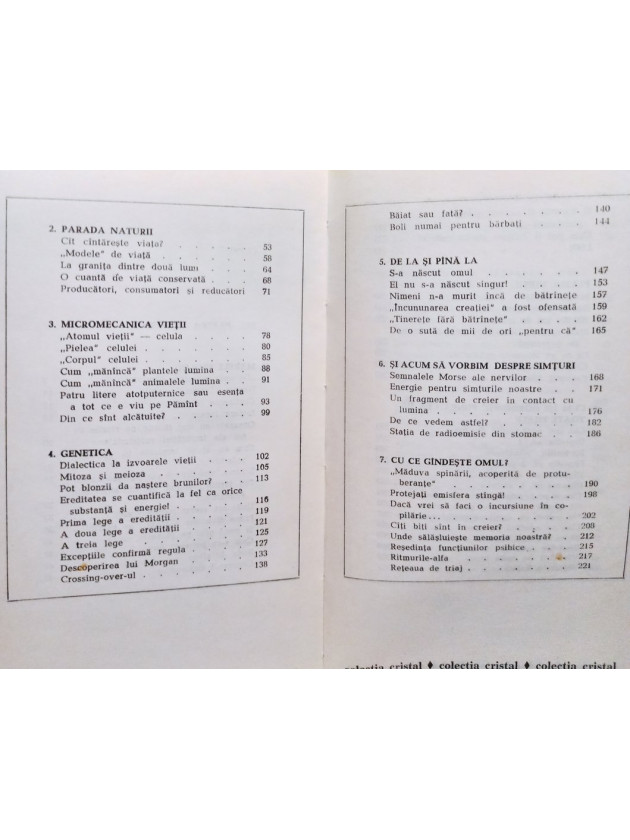 2. PARADA NATURII
Cît cîntărește viața? . . . . . 53
„Modele" de viață . . . . . 58
La granița dintre două lumi . . . 64
O cuantă de viață conservată . . . 68
Producători, consumatori și reducători 71
3. MICROMECANICA VIEȚII
„Atomul vieții" — celula . . . . 78
„Pielea" celulei . . . . . . 80
„Corpul" celulei . . . . . . 85
Cum „mănîncă" plantele lumina . . 88
Cum „mănîncă" animalele lumina . . 91
Patru litere atotputernice sau esența
a tot ce e viu pe Pămînt . . . 93
Din ce sînt alcătuite? . . . . 99
4. GENETICA
Dialectica la izvoarele vieții . . . 102
Mitoza și meioza . . . . . . 105
Pot blonzii da naștere brunilor? . . 113
Ereditatea se cuantifică la fel ca orice
substanță și energie! . . . . 116
Prima lege a eredității . . . . 119
A doua lege a eredității . . . . 121
A treia lege . . . . . . . 125
Excepțiile confirmă regula . . . . 127
Descoperirea lui Morgan . . . . 133
Crossing-over-ul . . . . . . 138
Băiat sau fată? . . . . . . . 140
Boli numai pentru bărbați . . . . 144
5. DE LA ȘI PÎNĂ LA
S-a născut omul . . . . . . 147
El nu s-a născut singur! . . . . 153
Nimeni n-a murit încă de bătrînețe 157
„Încununarea creației" a fost ofensată 159
„Tinerețe fără bătrînețe" . . . . 162
De o sută de mii de ori „pentru că" 165
6. ȘI ACUM SĂ VORBIM DESPRE SIMȚURI
Semnalele Morse ale nervilor . . . 168
Energie pentru simțurile noastre . . 171
Un fragment de creier în contact cu
lumina . . . . . . . . 176
De ce vedem astfel? . . . . . 182
Stația de radioemisie din stomac . . 186
7. CU CE GÎNDEȘTE OMUL?
„Măduva spinării, acoperită de protu-
beranțe" . . . . . . . 190
Protejați emisfera stîngă! . . . . 198
Dacă vrei să faci o incursiune în co-
pilărie... . . . . . . . 202
Cîți biți sînt în creier? . . . . 208
Unde sălășluiește memoria noastră? . 212
Reședința funcțiunilor psihice . . . 215
Ritmurile-alfa . . . . . . . 217
Rețeaua de triaj . . . . . . 221
colecția cristal ♦ colecția cristal ♦ colecția cristal